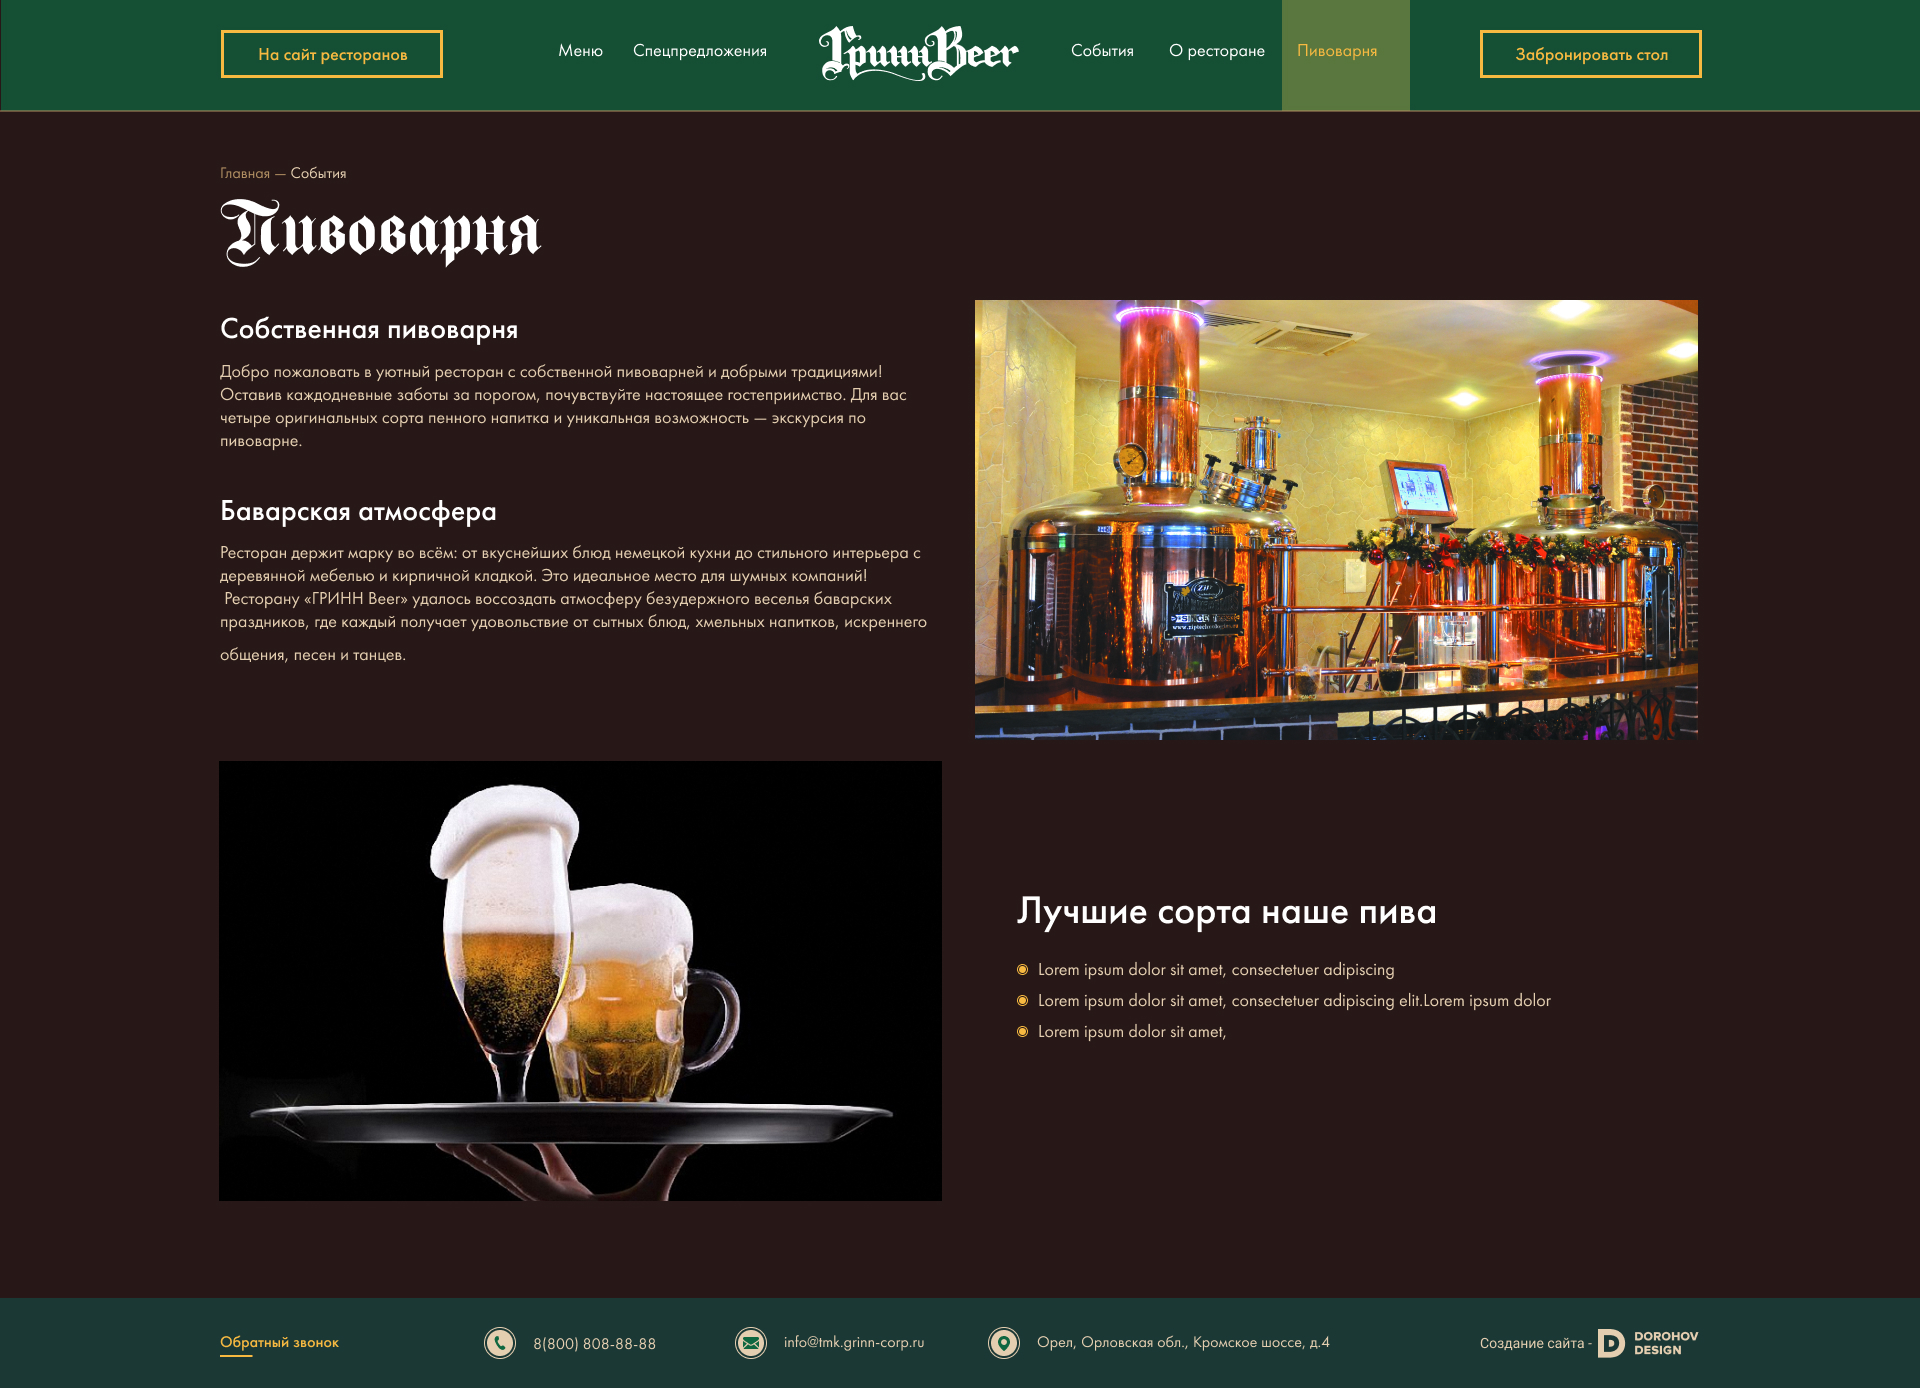 На сайт ресторанов
Меню
Спецпредложения
ГриннBeer
События
О ресторане
Пивоварня
Забронировать стол
Главная — События
Пивоварня
Собственная пивоварня
Добро пожаловать в уютный ресторан с собственной пивоварней и добрыми традициями!
Оставив каждодневные заботы за порогом, почувствуйте настоящее гостеприимство. Для вас
четыре оригинальных сорта пенного напитка и уникальная возможность — экскурсия по
пивоварне.
Баварская атмосфера
Ресторан держит марку во всём: от вкуснейших блюд немецкой кухни до стильного интерьера с
деревянной мебелью и кирпичной кладкой. Это идеальное место для шумных компаний!
Ресторану «ГРИНН Beer» удалось воссоздать атмосферу безудержного веселья баварских
праздников, где каждый получает удовольствие от сытных блюд, хмельных напитков, искреннего
общения, песен и танцев.
Лучшие сорта наше пива
Lorem ipsum dolor sit amet, consectetuer adipiscing
Lorem ipsum dolor sit amet, consectetuer adipiscing elit.Lorem ipsum dolor
Lorem ipsum dolor sit amet,
Обратный звонок
8(800) 808-88-88
info@tmk.grinn-corp.ru
Орел, Орловская обл., Кромское шоссе, д.4
Создание сайта -
DOROHOV
DESIGN